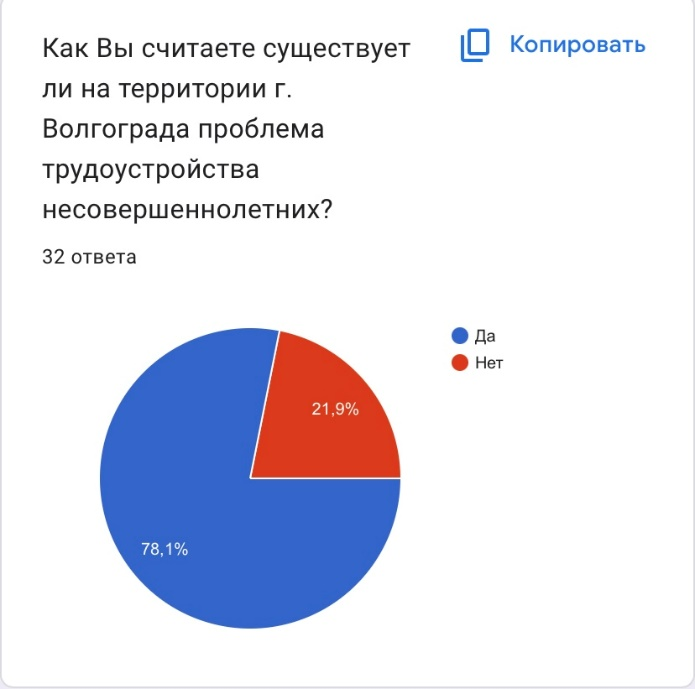 Как Вы считаете существует
ли на территории г.
Волгограда проблема
трудоустройства
несовершеннолетних?
Копировать
32 ответа
Да
Нет
21,9%
78,1%